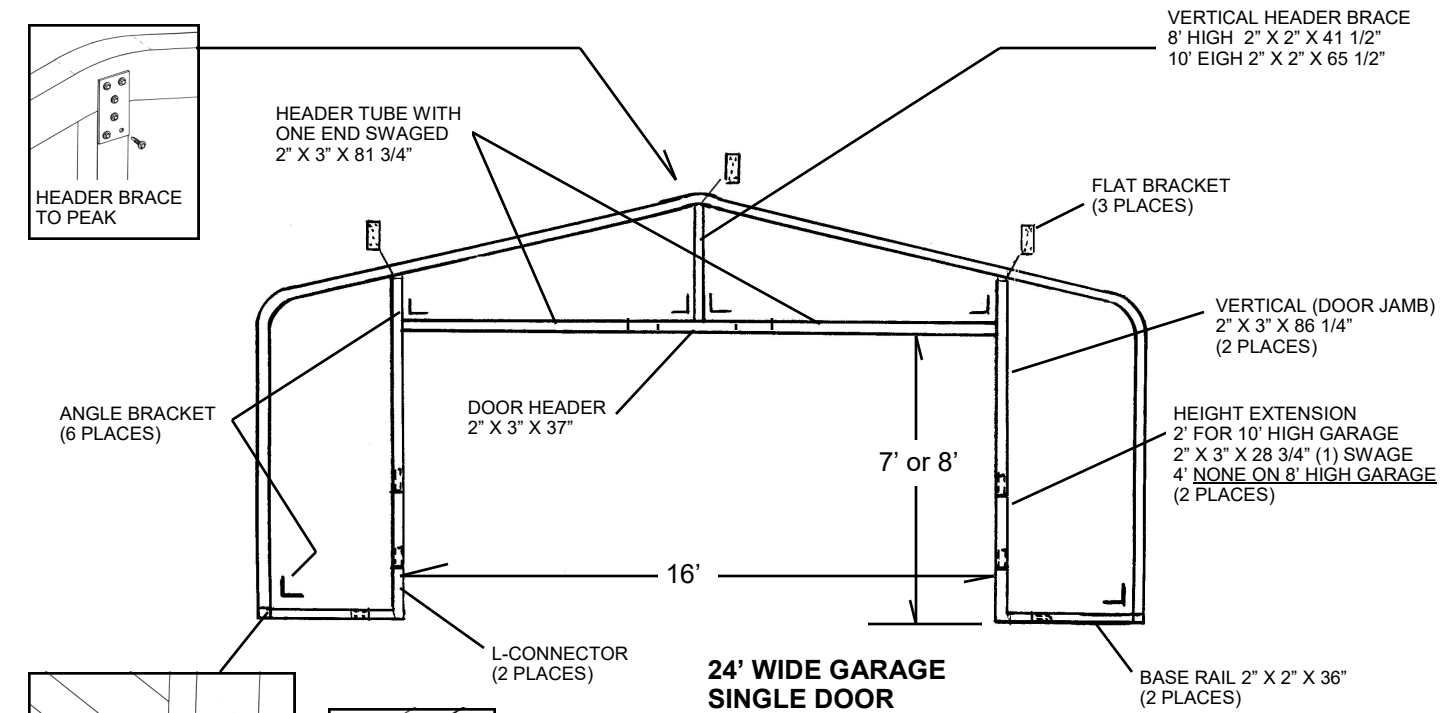 VERTICAL HEADER BRACE
8’ HIGH 2” X 2” X 41 1/2”
10’ EIGH 2” X 2” X 65 1/2”
HEADER TUBE WITH
ONE END SWAGED
2” X 3” X 81 3/4”
HEADER BRACE
TO PEAK
FLAT BRACKET
(3 PLACES)
VERTICAL (DOOR JAMB)
2” X 3” X 86 1/4”
(2 PLACES)
ANGLE BRACKET
(6 PLACES)
DOOR HEADER
2” X 3” X 37”
7’ or 8’
HEIGHT EXTENSION
2’ FOR 10’ HIGH GARAGE
2” X 3” X 28 3/4” (1) SWAGE
4’ NONE ON 8’ HIGH GARAGE
(2 PLACES)
16’
L-CONNECTOR
(2 PLACES)
24’ WIDE GARAGE
SINGLE DOOR
BASE RAIL 2” X 2” X 36”
(2 PLACES)